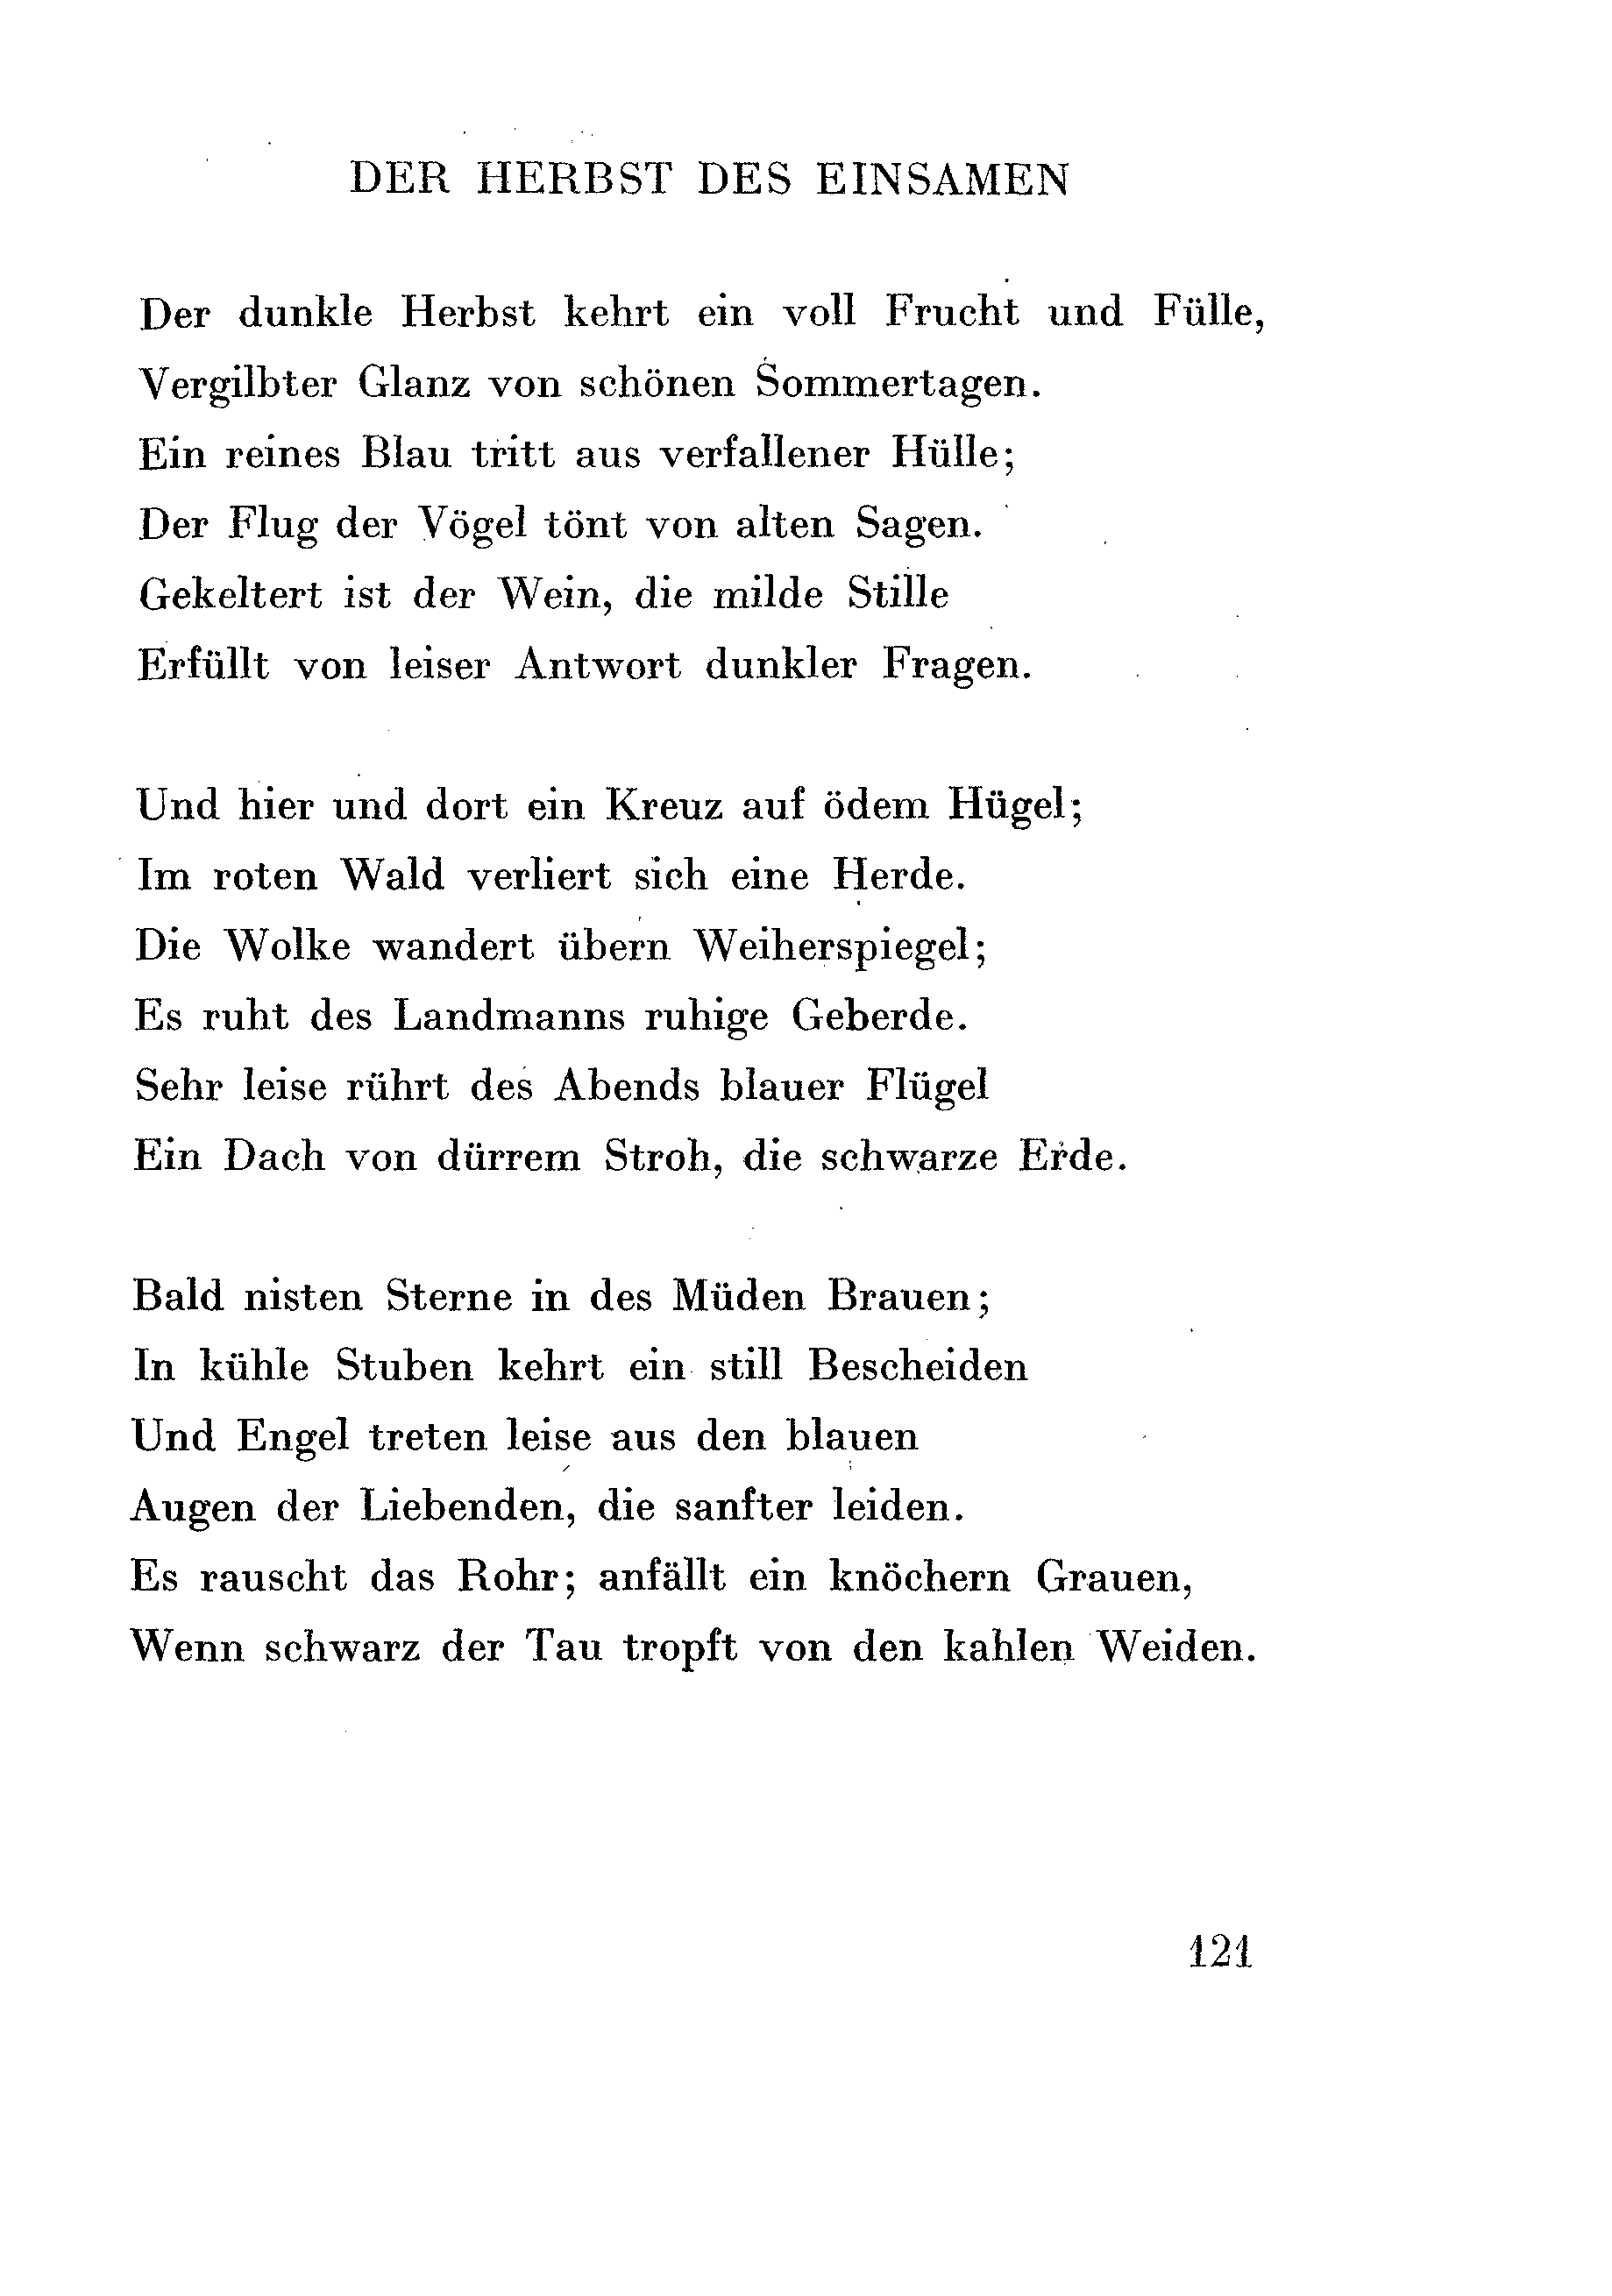 DER HERBST DES EINSAMEN
Der dunkle Herbst kehrt ein voll Frucht und Fülle,
Vergilbter Glanz von schönen Sommertagen.
Ein reines Blau tritt aus verfallener Hülle;
Der Flug der Vögel tönt von alten Sagen.
Gekeltert ist der Wein, die milde Stille
Erfüllt von leiser Antwort dunkler Fragen.
Und hier und dort ein Kreuz auf ödem Hügel;
Im roten Wald verliert sich eine Herde.
Die Wolke wandert übern Weiherspiegel;
Es ruht des Landmanns ruhige Geberde.
Sehr leise rührt des Abends blauer Flügel
Ein Dach von dürrem Stroh, die schwarze Erde.
Bald nisten Sterne in des Müden Brauen;
In kühle Stuben kehrt ein still Bescheiden
Und Engel treten leise aus den blauen
Augen der Liebenden, die sanfter leiden.
Es rauscht das Rohr; anfällt ein knöchern Grauen,
Wenn schwarz der Tau tropft von den kahlen Weiden.
121